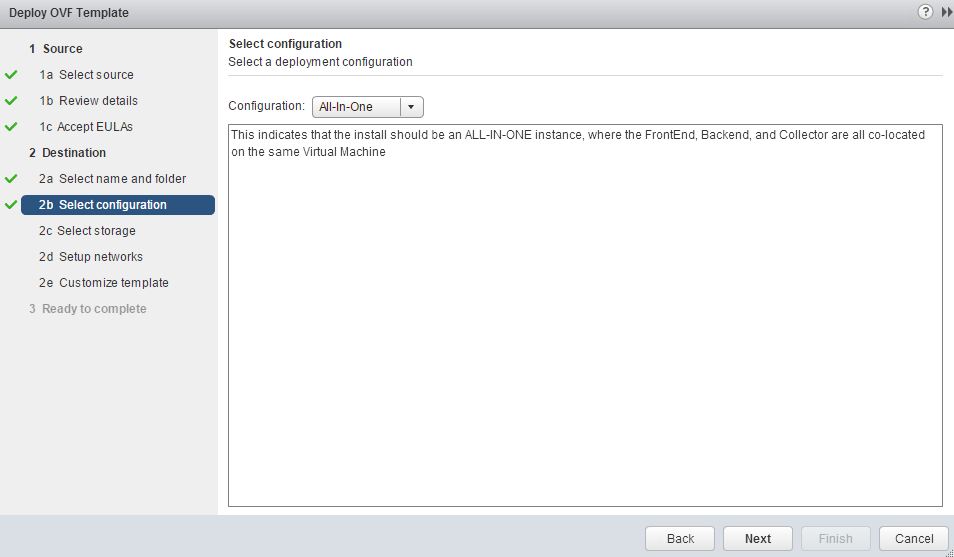 Deploy OVF Template
?
1 Source
1a Select source
1b Review details
1c Accept EULAs
2 Destination
2a Select name and folder
2b Select configuration
2c Select storage
2d Setup networks
2e Customize template
3 Ready to complete
Select configuration
Select a deployment configuration
Configuration: All-In-One
This indicates that the install should be an ALL-IN-ONE instance, where the FrontEnd, Backend, and Collector are all co-located
on the same Virtual Machine
Back Next Finish Cancel